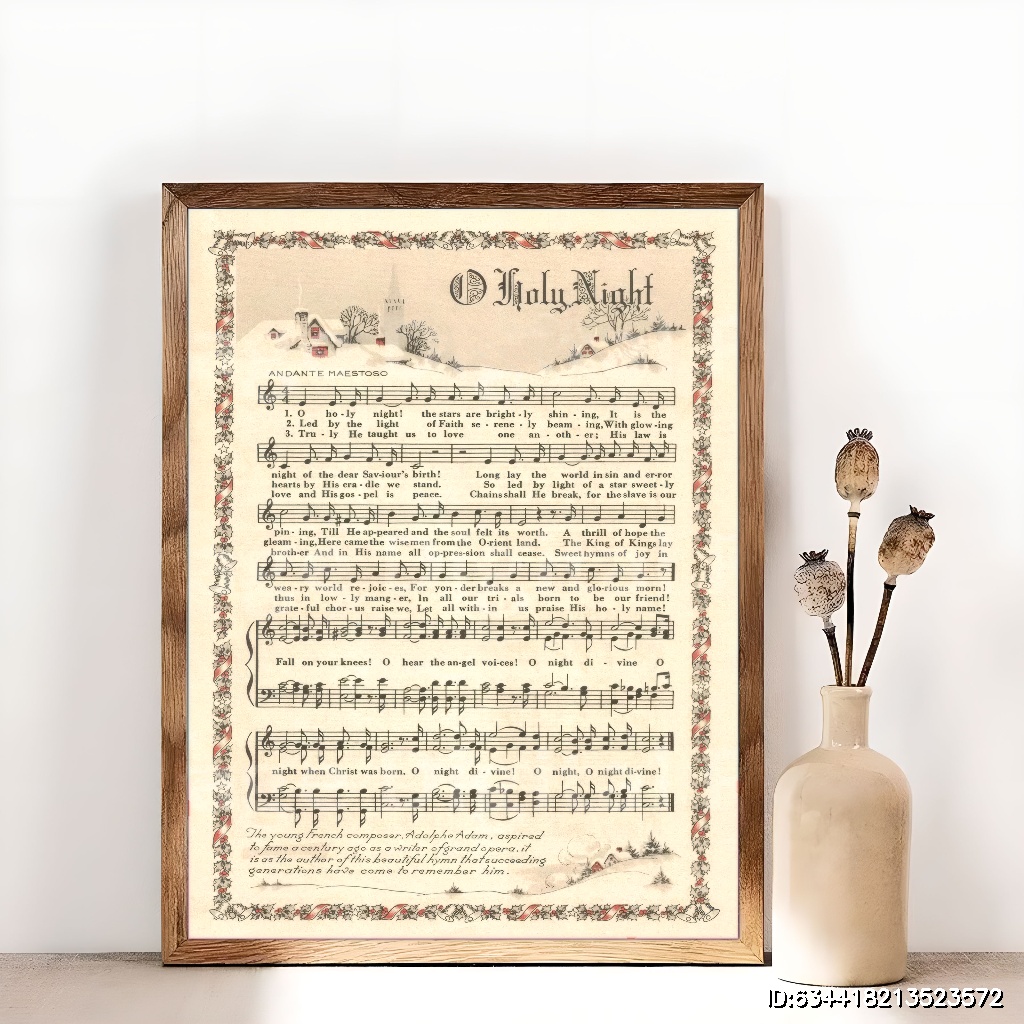 O Holy Night
ANDANTE MAESTOSO
1. O ho-ly night! the stars are bright-ly shin-ing, It is the
2. Led by the light of Faith se-rene-ly beam-ing, With glow-ing
3. Tru-ly He taught us to love one an-oth-er; His law is
night of the dear Sav-iour's birth! Long lay the world in sin and er-ror
hearts by His cra-dle we stand. So led by light of a star sweet-ly
love and His gos-pel is peace. Chains shall He break, for the slave is our
pin-ing, Till He ap-peared and the soul felt its worth. A thrill of hope the
gleam-ing, Here came the wise men from the O-rient land. The King of Kings lay
broth-er And in His name all op-pres-sion shall cease. Sweet hymns of joy in
wea-ry world re-joic-es, For yon-der breaks a new and glo-rious morn!
thus in low-ly mang-er, In all our tri-als born to be our friend!
grate-ful chor-us raise we, Let all with-in us praise His ho-ly name!
Fall on your knees! O hear the an-gel voi-ces! O night di-vine O
night when Christ was born. O night di-vine! O night, O night di-vine!
The young French composer, Adolphe Adam, aspired
to fame a century ago as a writer of grand opera, it
is as the author of this beautiful hymn that succeeding
generations have come to remember him.
ID:634418213523572